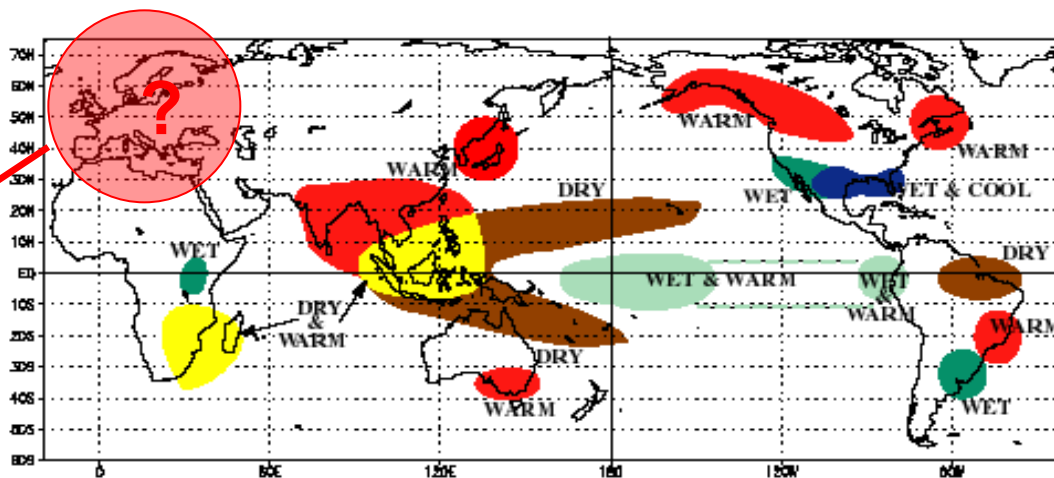 ?
70N
60N
50N
40N
30N
20N
10N
EQ
10S
20S
30S
40S
50S
60S
WARM
WARM
WARM
DRY
WET
WET & COOL
WET
WET & WARM
WET
&
WARM
DRY
DRY
&
WARM
DRY
WARM
WARM
WET
0
60E
120E
180
120W
60W